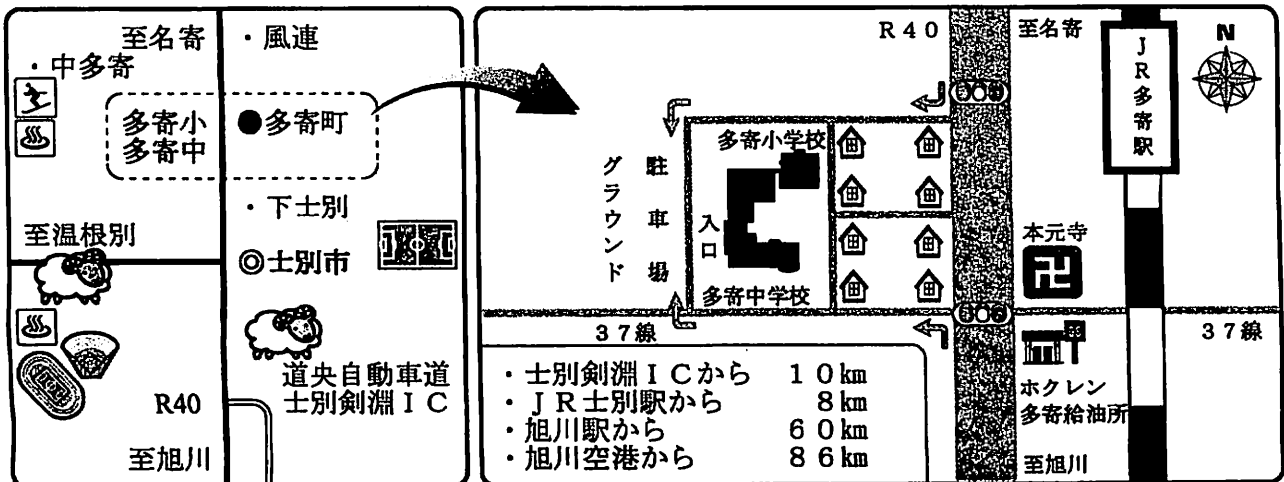 至名寄
・風連
・中多寄
多寄小
多寄中
●多寄町
・下士別
至温根別
◎士別市
道央自動車道
士別剣淵ＩＣ
R40
至旭川
R40
至名寄
N
JR多寄駅
多寄小学校
駐車場
グラウンド
入口
多寄中学校
本元寺
37線
37線
ホクレン
多寄給油所
至旭川
・士別剣淵ＩＣから　10㎞
・ＪＲ士別駅から　8㎞
・旭川駅から　60㎞
・旭川空港から　86㎞